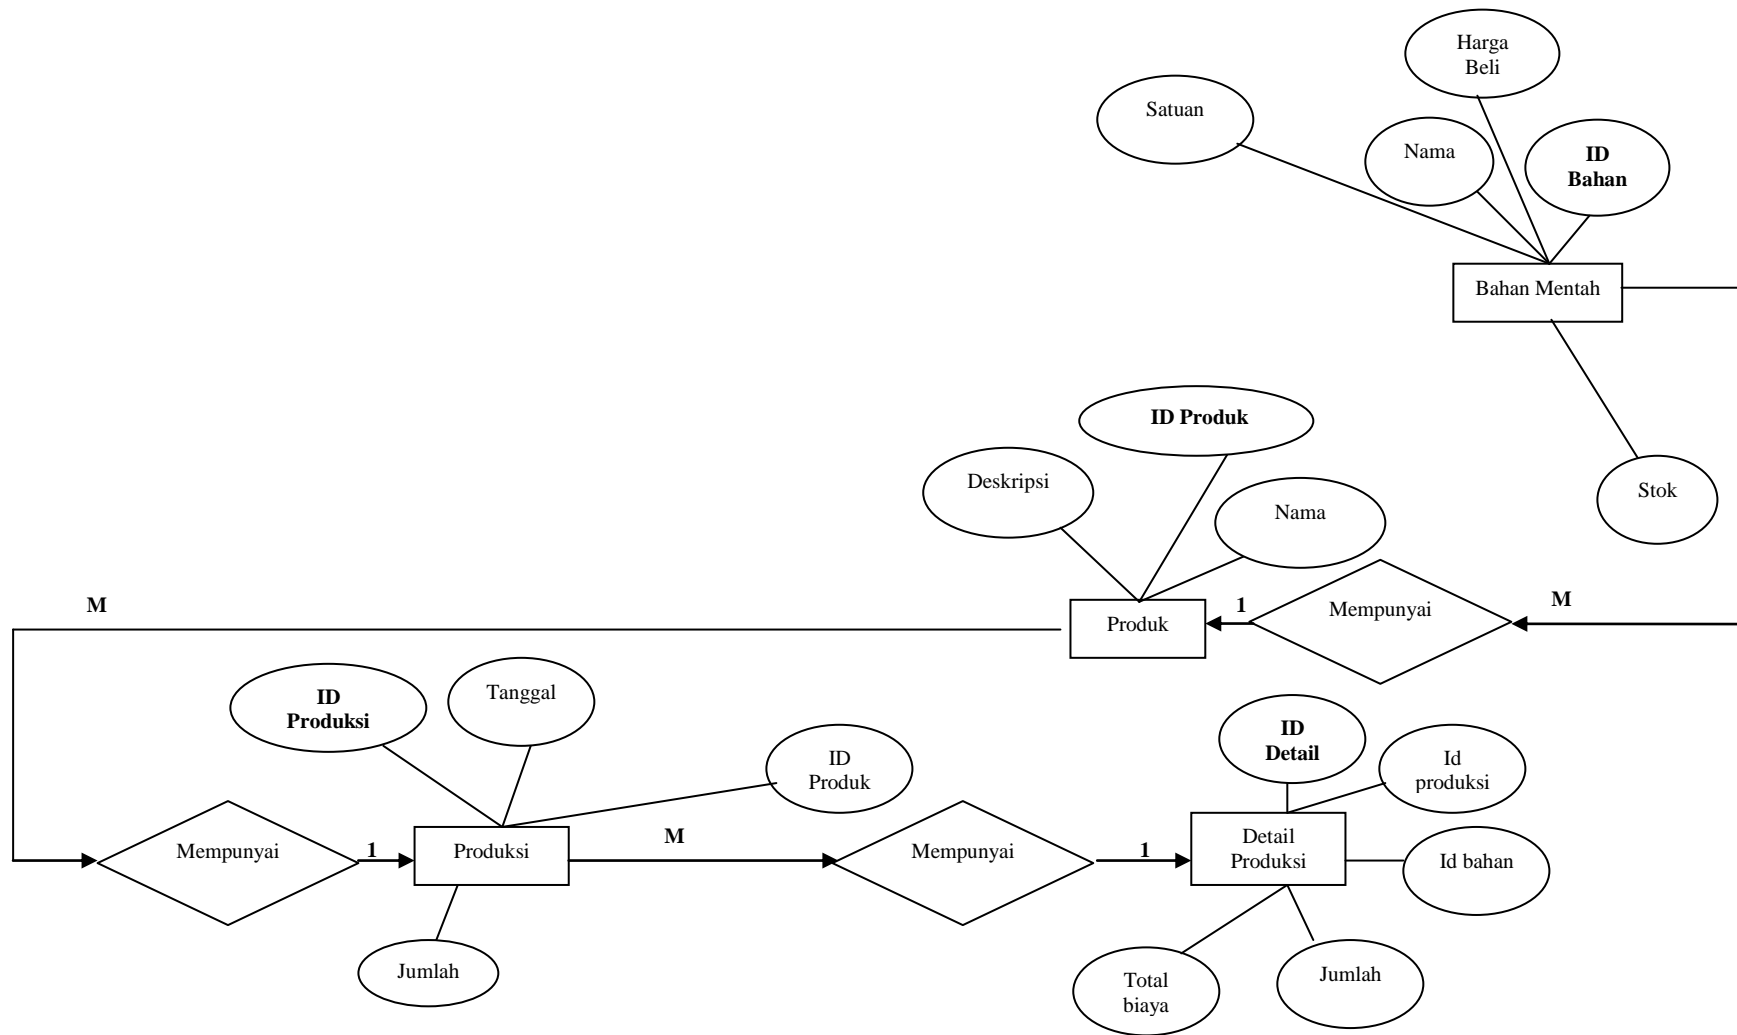 Harga
Beli
Satuan
Nama
ID
Bahan
Bahan Mentah
ID Produk
Deskripsi
Nama
Stok
M
Produk
1
Mempunyai
M
ID
Produksi
Tanggal
ID
Produk
ID
Detail
Id
produksi
Mempunyai
1
Produksi
M
Mempunyai
1
Detail
Produksi
Id bahan
Jumlah
Total
biaya
Jumlah